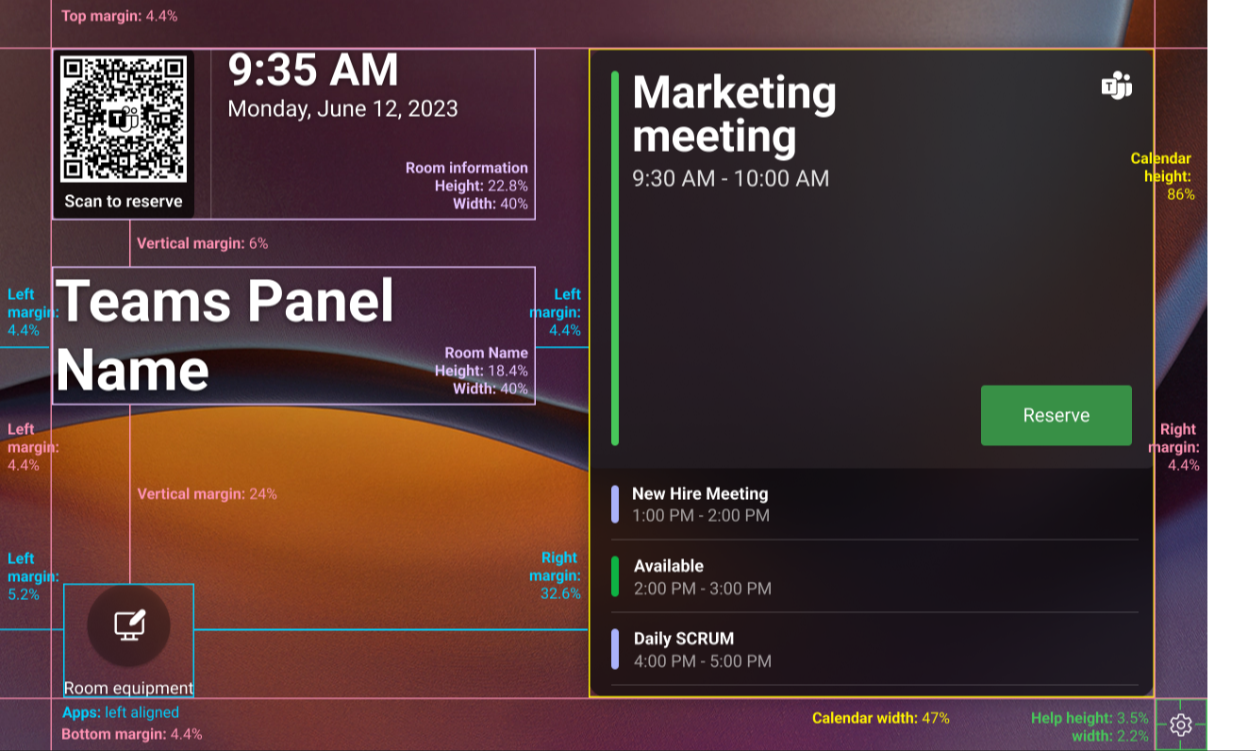 Top margin: 4.4%
9:35 AM
Monday, June 12, 2023
Scan to reserve
Room information
Height: 22.8%
Width: 40%
Vertical margin: 6%
Left
margin:
4.4%
Teams Panel
Name
Room Name
Height: 18.4%
Width: 40%
Left
margin:
4.4%
Left
margin:
4.4%
Vertical margin: 24%
Left
margin:
5.2%
Right
margin:
32.6%
Room equipment
Apps: left aligned
Bottom margin: 4.4%
Marketing
meeting
9:30 AM - 10:00 AM
T
Calendar
height:
86%
Reserve
Right
margin:
4.4%
New Hire Meeting
1:00 PM - 2:00 PM
Available
2:00 PM - 3:00 PM
Daily SCRUM
4:00 PM - 5:00 PM
Calendar width: 47%
Help height: 3.5%
width: 2.2%